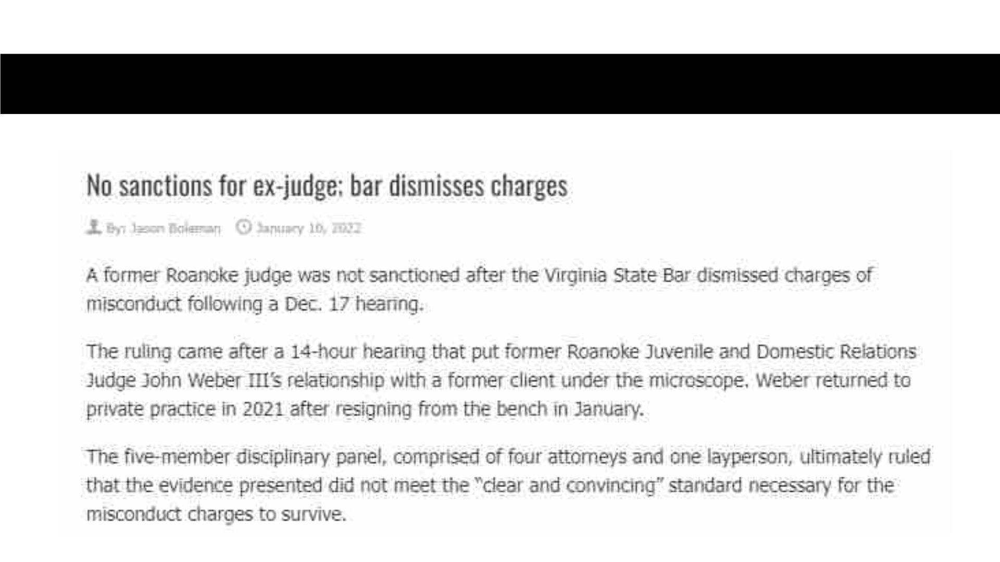 No sanctions for ex-judge; bar dismisses charges
By: Jason Boleman January 10, 2022
A former Roanoke judge was not sanctioned after the Virginia State Bar dismissed charges of
misconduct following a Dec. 17 hearing.
The ruling came after a 14-hour hearing that put former Roanoke Juvenile and Domestic Relations
Judge John Weber III’s relationship with a former client under the microscope. Weber returned to
private practice in 2021 after resigning from the bench in January.
The five-member disciplinary panel, comprised of four attorneys and one layperson, ultimately ruled
that the evidence presented did not meet the “clear and convincing” standard necessary for the
misconduct charges to survive.